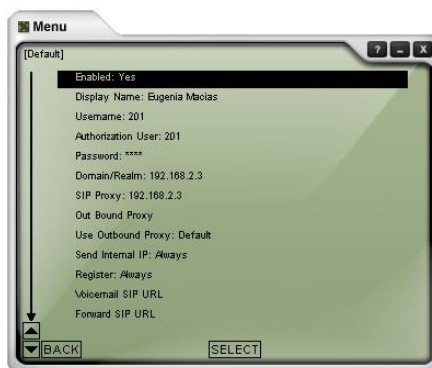 Menu
[Default]
Enabled: Yes
Display Name: Eugenia Macias
Username: 201
Authorization User: 201
Password: ****
Domain/Realm: 192.168.2.3
SIP Proxy: 192.168.2.3
Out Bound Proxy
Use Outbound Proxy: Default
Send Internal IP: Always
Register: Always
Voicemail SIP URL
Forward SIP URL
BACK SELECT